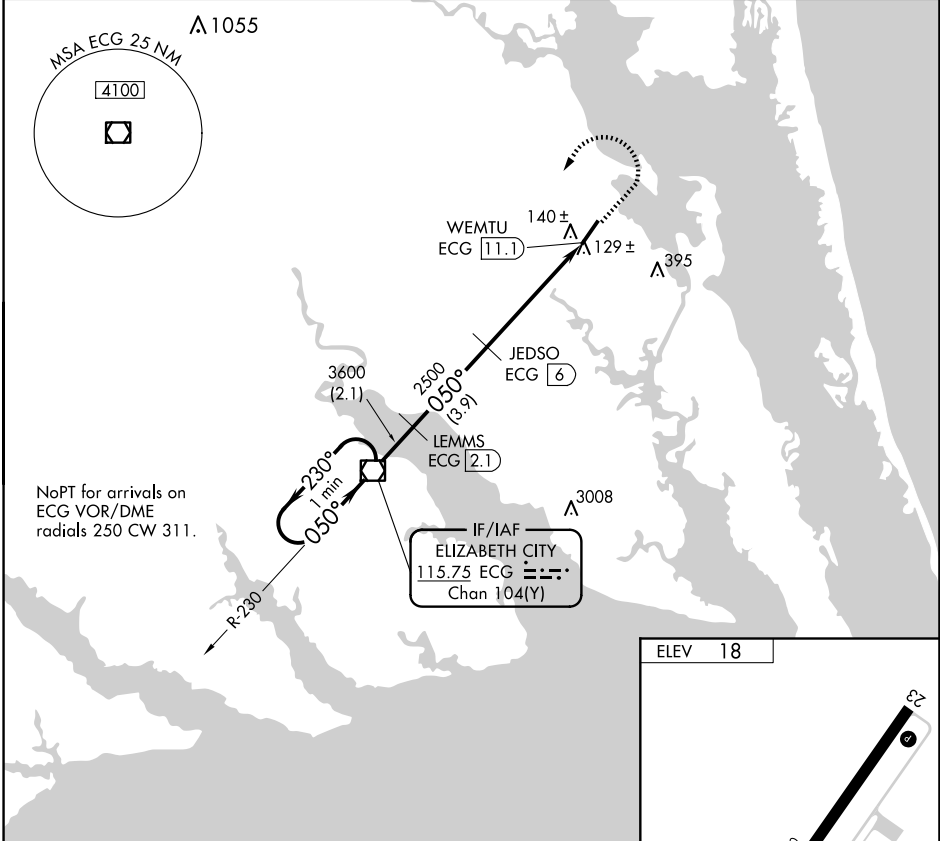 1055
MSA ECG 25 NM
4100
WEMTU
ECG 11.1
140 ±
129 ±
395
JEDSO
ECG 6
3600
(2.1)
2500
050°
(3.9)
LEMMS
ECG 2.1
230°
1 min
050°
NoPT for arrivals on
ECG VOR/DME
radials 250 CW 311.
3008
IF/IAF
ELIZABETH CITY
115.75 ECG
Chan 104(Y)
R-230
ELEV 18
23
P